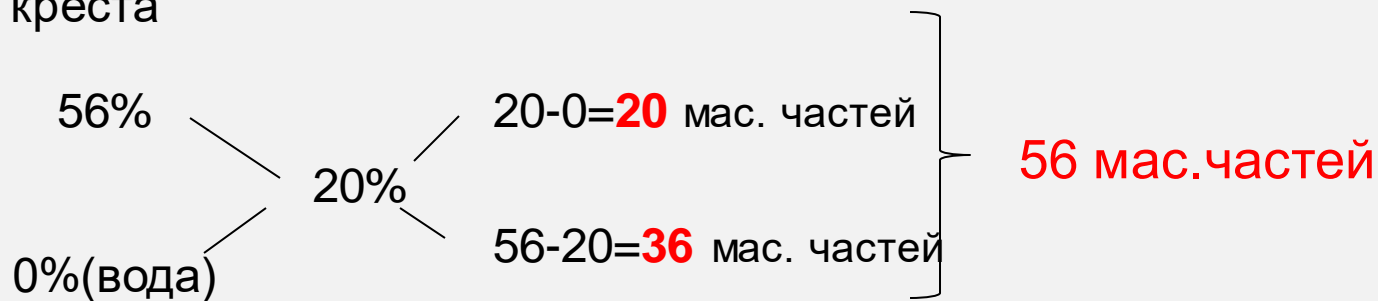 креста
56%
20-0=20 мас. частей
56 мас.частей
20%
56-20=36 мас. частей
0%(вода)